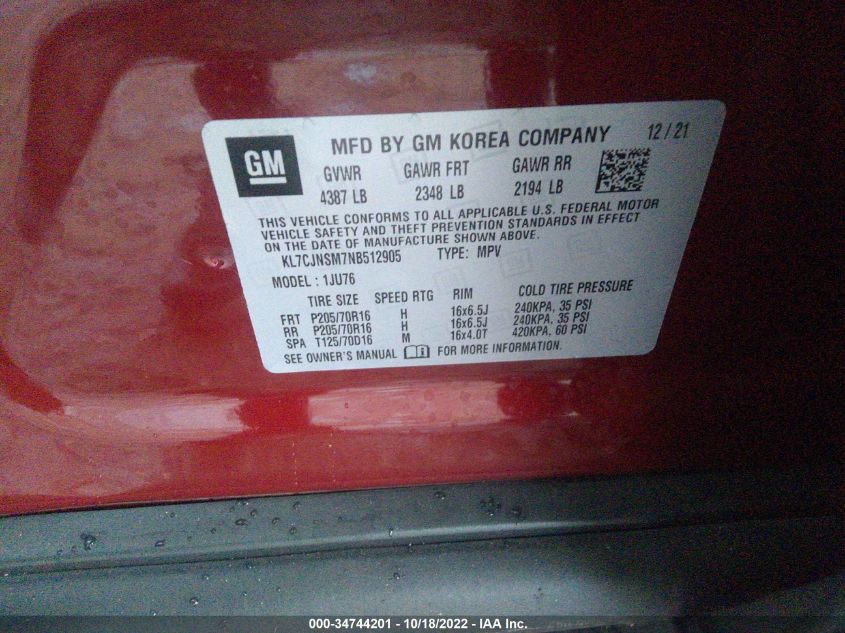 GM
MFD BY GM KOREA COMPANY 12/21
GVWR GAWR FRT GAWR RR
4387 LB 2348 LB 2194 LB
THIS VEHICLE CONFORMS TO ALL APPLICABLE U.S. FEDERAL MOTOR
VEHICLE SAFETY AND THEFT PREVENTION STANDARDS IN EFFECT
ON THE DATE OF MANUFACTURE SHOWN ABOVE.
KL7CJNSM7NB512905 TYPE: MPV
MODEL: 1JU76
TIRE SIZE SPEED RTG RIM COLD TIRE PRESSURE
FRT P205/70R16 H 16x6.5J 240KPA, 35 PSI
RR P205/70R16 H 16x6.5J 240KPA, 35 PSI
SPA T125/70D16 M 16x4.0T 420KPA, 60 PSI
SEE OWNER'S MANUAL FOR MORE INFORMATION.
000-34744201 - 10/18/2022 - IAA Inc.